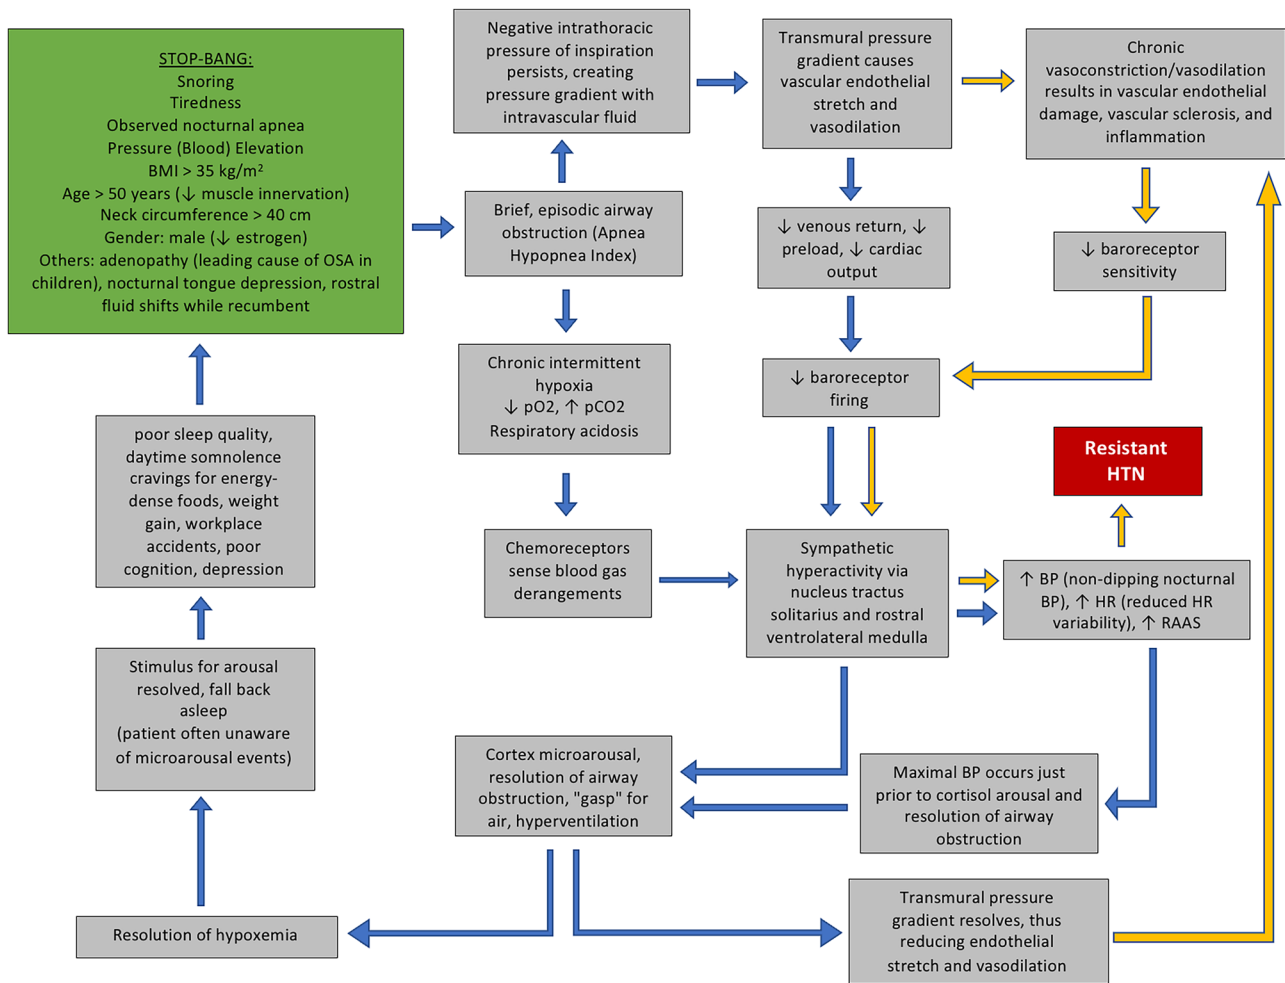 STOP-BANG:
Snoring
Tiredness
Observed nocturnal apnea
Pressure (Blood) Elevation
BMI > 35 kg/m²
Age > 50 years (↓ muscle innervation)
Neck circumference > 40 cm
Gender: male (↓ estrogen)
Others: adenopathy (leading cause of OSA in
children), nocturnal tongue depression, rostral
fluid shifts while recumbent
Negative intrathoracic
pressure of inspiration
persists, creating
pressure gradient with
intravascular fluid
Transmural pressure
gradient causes
vascular endothelial
stretch and
vasodilation
Chronic
vasoconstriction/vasodilation
results in vascular endothelial
damage, vascular sclerosis, and
inflammation
Brief, episodic airway
obstruction (Apnea
Hypopnea Index)
↓ venous return, ↓
preload, ↓ cardiac
output
↓ baroreceptor
sensitivity
Chronic intermittent
hypoxia
↓ pO2, ↑ pCO2
Respiratory acidosis
↓ baroreceptor
firing
poor sleep quality,
daytime somnolence
cravings for energy-
dense foods, weight
gain, workplace
accidents, poor
cognition, depression
Resistant
HTN
Chemoreceptors
sense blood gas
derangements
Sympathetic
hyperactivity via
nucleus tractus
solitarius and rostral
ventrolateral medulla
↑ BP (non-dipping nocturnal
BP), ↑ HR (reduced HR
variability), ↑ RAAS
Stimulus for arousal
resolved, fall back
asleep
(patient often unaware
of microarousal events)
Cortex microarousal,
resolution of airway
obstruction, "gasp" for
air, hyperventilation
Maximal BP occurs just
prior to cortisol arousal and
resolution of airway
obstruction
Resolution of hypoxemia
Transmural pressure
gradient resolves, thus
reducing endothelial
stretch and vasodilation